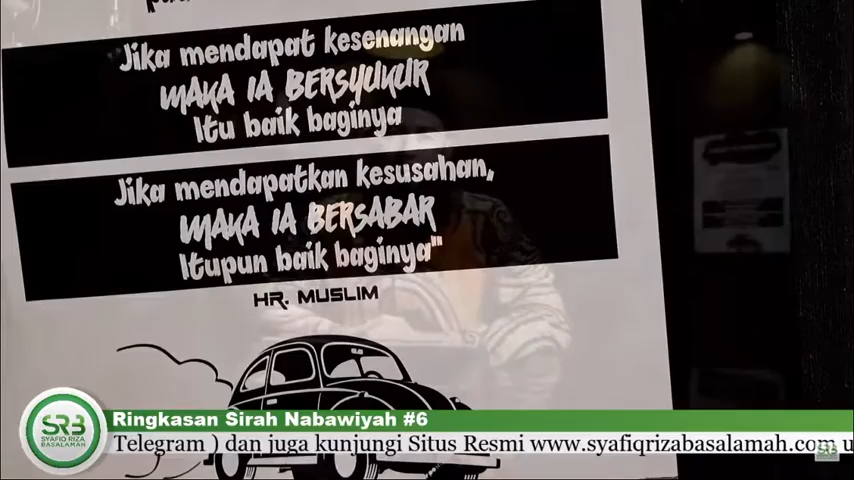 Jika mendapat kesenangan
MAKA IA BERSYUKUR
Itu baik baginya
Jika mendapatkan kesusahan,
MAKA IA BERSABAR
Itupun baik baginya"
HR. MUSLIM
SRB
SYAFIQ RIZA
BASALAMAH
Ringkasan Sirah Nabawiyah #6
Telegram ) dan juga kunjungi Situs Resmi www.syafiqrizabasalamah.com u
SRB